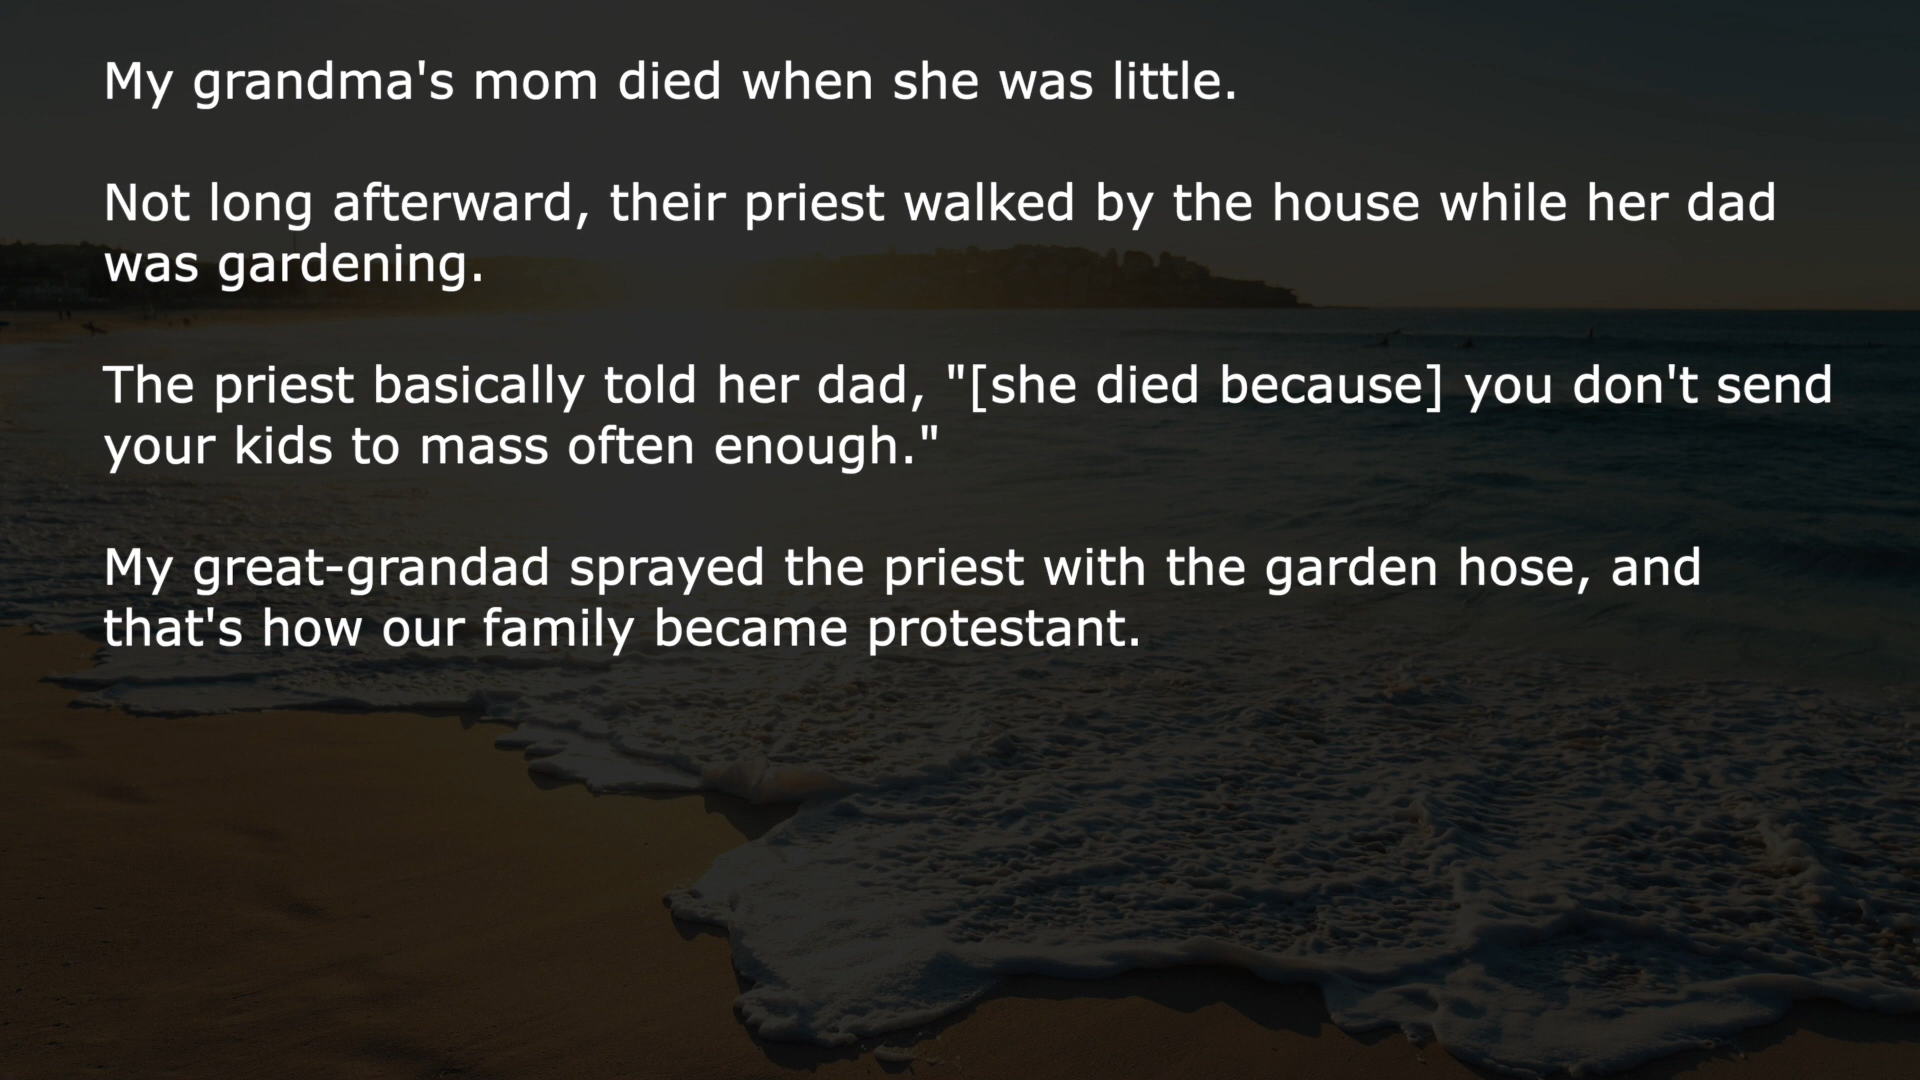 My grandma's mom died when she was little.
Not long afterward, their priest walked by the house while her dad
was gardening.
The priest basically told her dad, "[she died because] you don't send
your kids to mass often enough."
My great-grandad sprayed the priest with the garden hose, and
that's how our family became protestant.